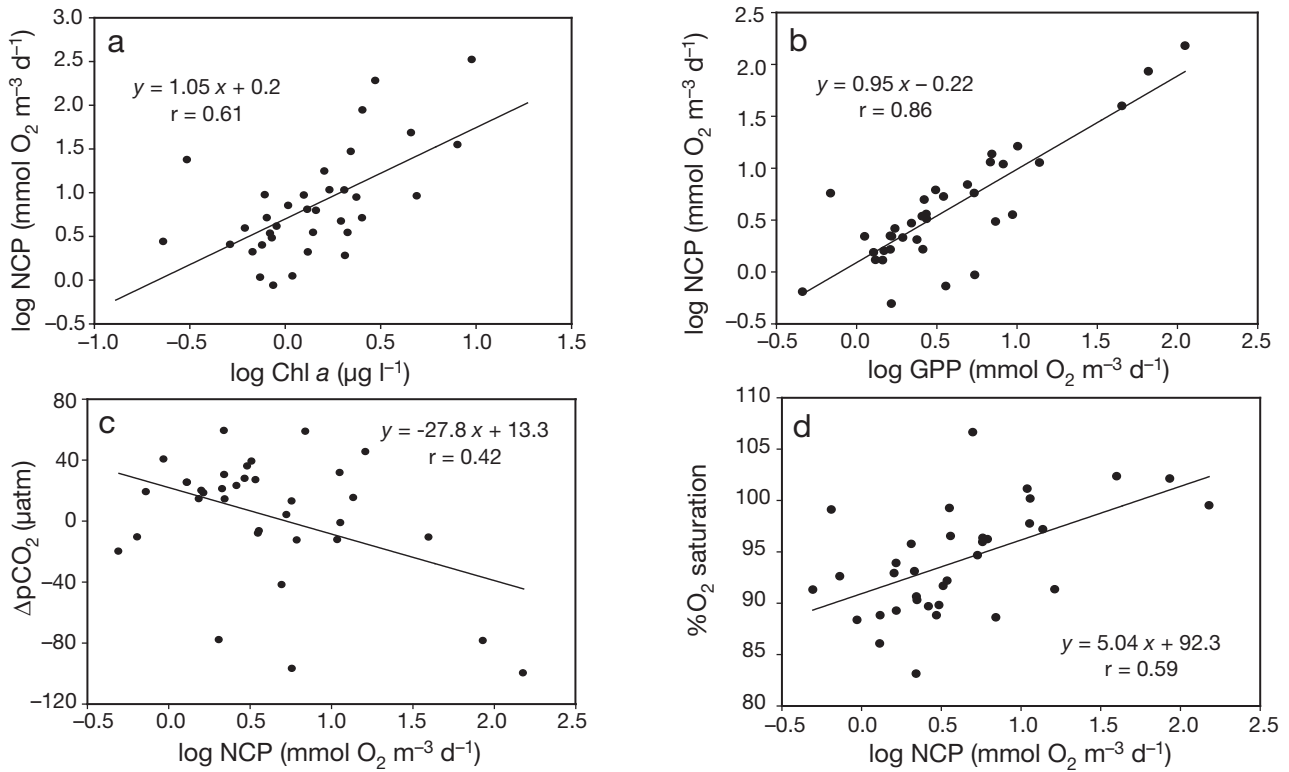 a
y = 1.05 x + 0.2
r = 0.61
log NCP (mmol O₂ m⁻³ d⁻¹)
3.0
2.5
2.0
1.5
1.0
0.5
0.0
–0.5
–1.0 –0.5 0.0 0.5 1.0 1.5
log Chl a (µg l⁻¹)
b
y = 0.95 x – 0.22
r = 0.86
log NCP (mmol O₂ m⁻³ d⁻¹)
2.5
2.0
1.5
1.0
0.5
0.0
–0.5
–0.5 0.0 0.5 1.0 1.5 2.0 2.5
log GPP (mmol O₂ m⁻³ d⁻¹)
c
y = -27.8 x + 13.3
r = 0.42
ΔpCO₂ (µatm)
80
40
0
–40
–80
–120
–0.5 0.0 0.5 1.0 1.5 2.0 2.5
log NCP (mmol O₂ m⁻³ d⁻¹)
d
y = 5.04 x + 92.3
r = 0.59
%O₂ saturation
110
105
100
95
90
85
80
–0.5 0.0 0.5 1.0 1.5 2.0 2.5
log NCP (mmol O₂ m⁻³ d⁻¹)